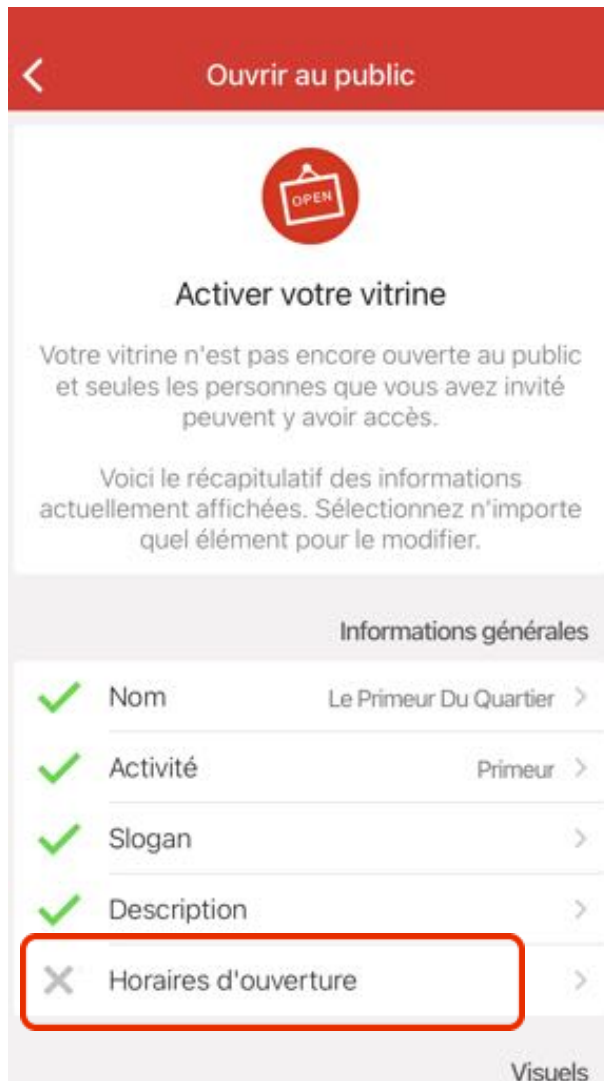 Ouvrir au public
OPEN
Activer votre vitrine
Votre vitrine n'est pas encore ouverte au public
et seules les personnes que vous avez invité
peuvent y avoir accès.
Voici le récapitulatif des informations
actuellement affichées. Sélectionnez n'importe
quel élément pour le modifier.
Informations générales
Nom Le Primeur Du Quartier
Activité Primeur
Slogan
Description
Horaires d'ouverture
Visuels